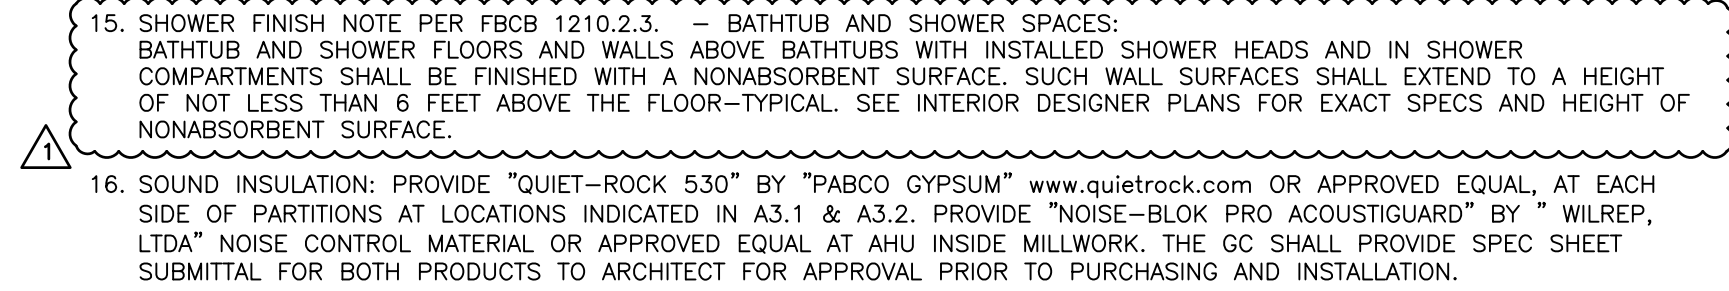 15. SHOWER FINISH NOTE PER FBCB 1210.2.3. – BATHTUB AND SHOWER SPACES:
BATHTUB AND SHOWER FLOORS AND WALLS ABOVE BATHTUBS WITH INSTALLED SHOWER HEADS AND IN SHOWER
COMPARTMENTS SHALL BE FINISHED WITH A NONABSORBENT SURFACE. SUCH WALL SURFACES SHALL EXTEND TO A HEIGHT
OF NOT LESS THAN 6 FEET ABOVE THE FLOOR–TYPICAL. SEE INTERIOR DESIGNER PLANS FOR EXACT SPECS AND HEIGHT OF
NONABSORBENT SURFACE.
1
16. SOUND INSULATION: PROVIDE ”QUIET–ROCK 530” BY ”PABCO GYPSUM” www.quietrock.com OR APPROVED EQUAL, AT EACH
SIDE OF PARTITIONS AT LOCATIONS INDICATED IN A3.1 & A3.2. PROVIDE ”NOISE–BLOK PRO ACOUSTIGUARD” BY ” WILREP,
LTDA” NOISE CONTROL MATERIAL OR APPROVED EQUAL AT AHU INSIDE MILLWORK. THE GC SHALL PROVIDE SPEC SHEET
SUBMITTAL FOR BOTH PRODUCTS TO ARCHITECT FOR APPROVAL PRIOR TO PURCHASING AND INSTALLATION.